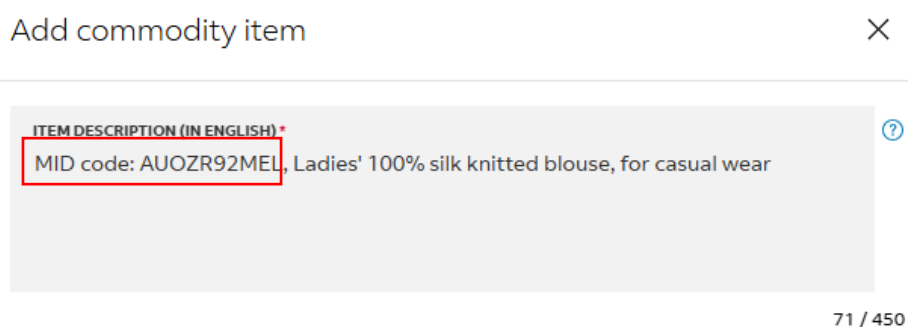 Add commodity item
ITEM DESCRIPTION (IN ENGLISH) *
MID code: AUOZR92MEL, Ladies' 100% silk knitted blouse, for casual wear
71 / 450